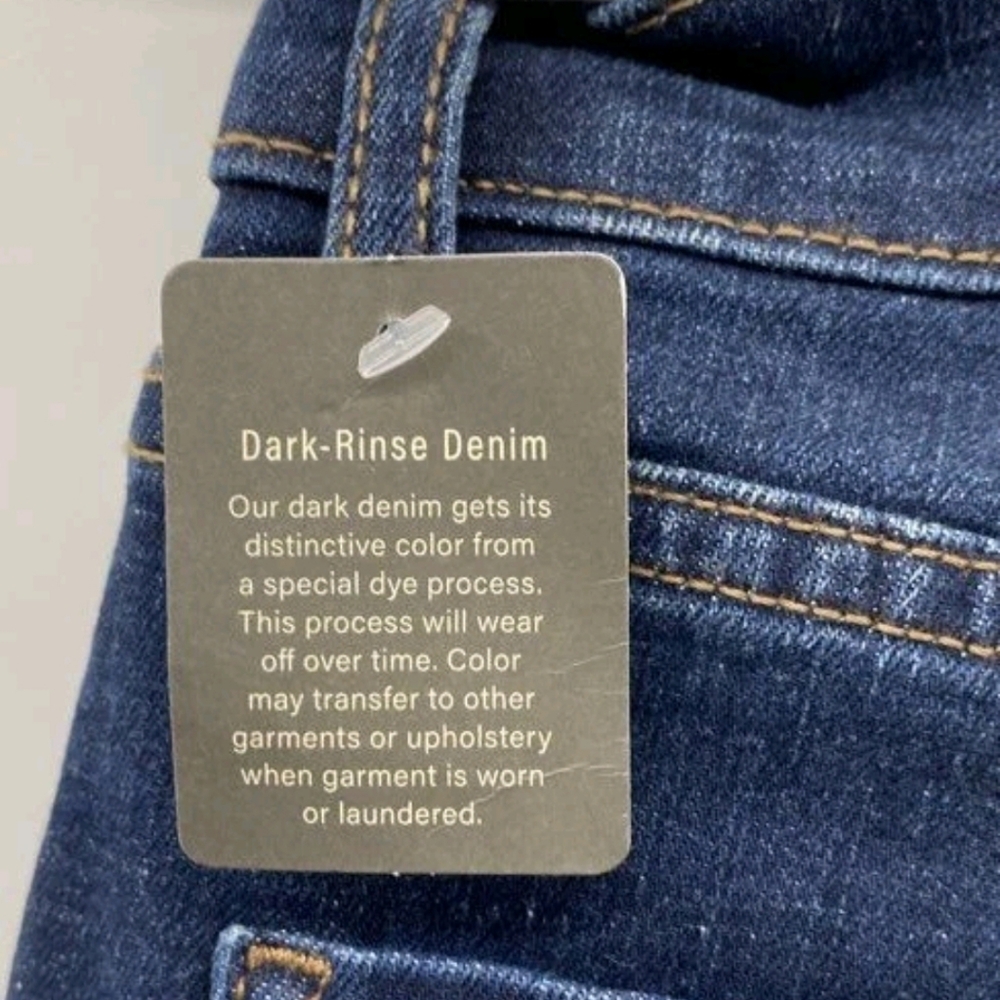 Dark-Rinse Denim
Our dark denim gets its
distinctive color from
a special dye process.
This process will wear
off over time. Color
may transfer to other
garments or upholstery
when garment is worn
or laundered.